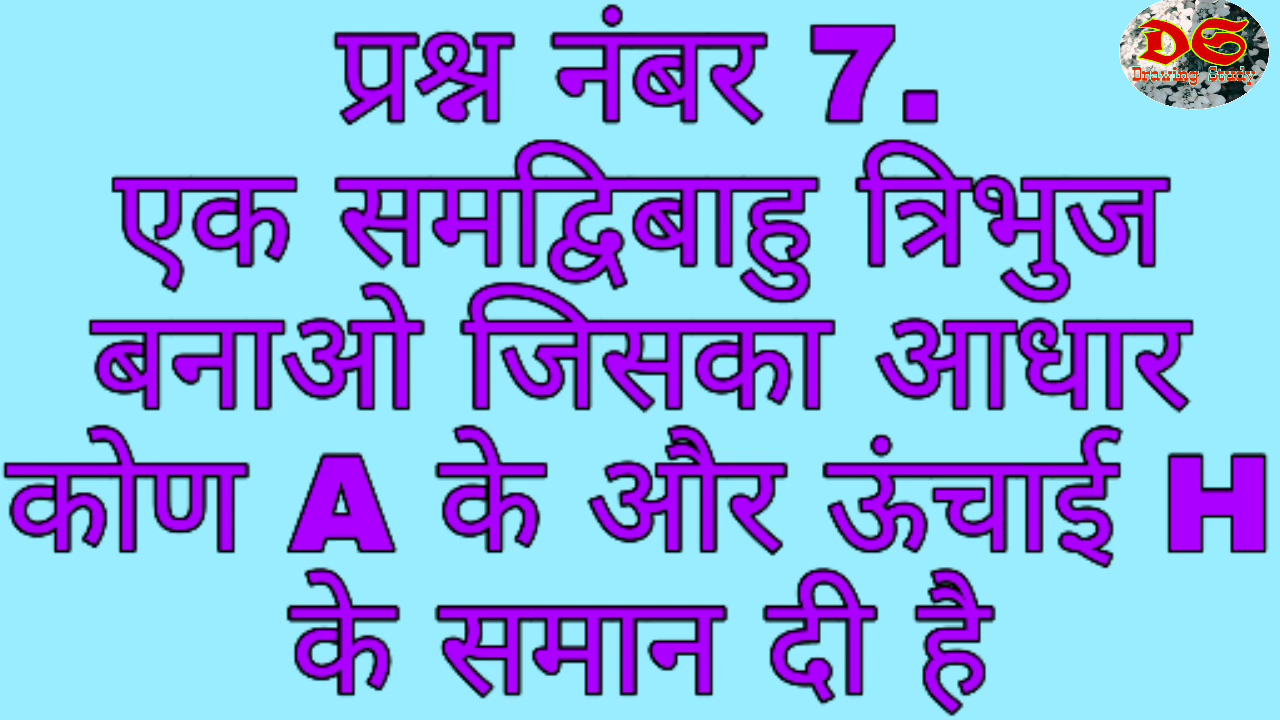 प्रश्न नंबर 7.
एक समद्विबाहु त्रिभुज
बनाओ जिसका आधार
कोण A के और ऊंचाई H
के समान दी है
DS
Drawing Study